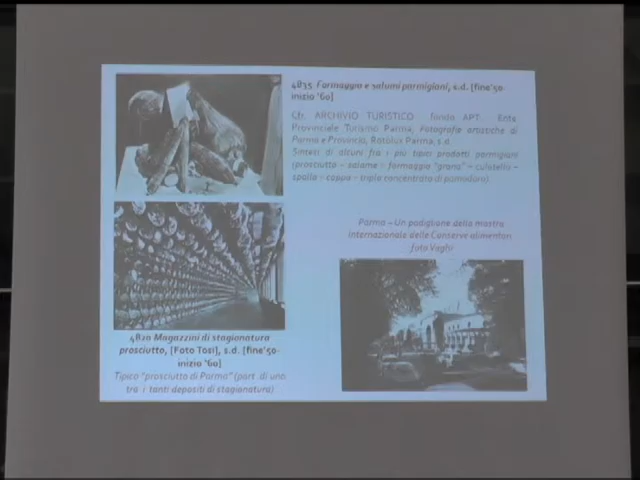 4835 Formaggio e salumi parmigiani, s.d. [fine'50-
inizio '60]
Cfr. ARCHIVIO TURISTICO fondo APT. Ente
Provinciale Turismo Parma, Fotografie artistiche di
Parma e Provincia, Rotolux Parma, s.d.
Sintesi di alcuni fra i più tipici prodotti parmigiani
(prosciutto – salame – formaggio "grana" – culatello –
spalla – coppa – triplo concentrato di pomodoro)
Parma – Un padiglione della mostra
internazionale delle Conserve alimentari
foto Vaghi
4820 Magazzini di stagionatura
prosciutto, [Foto Tosi], s.d. [fine'50-
inizio '60]
Tipico "prosciutto di Parma" (part. di uno
tra i tanti depositi di stagionatura)